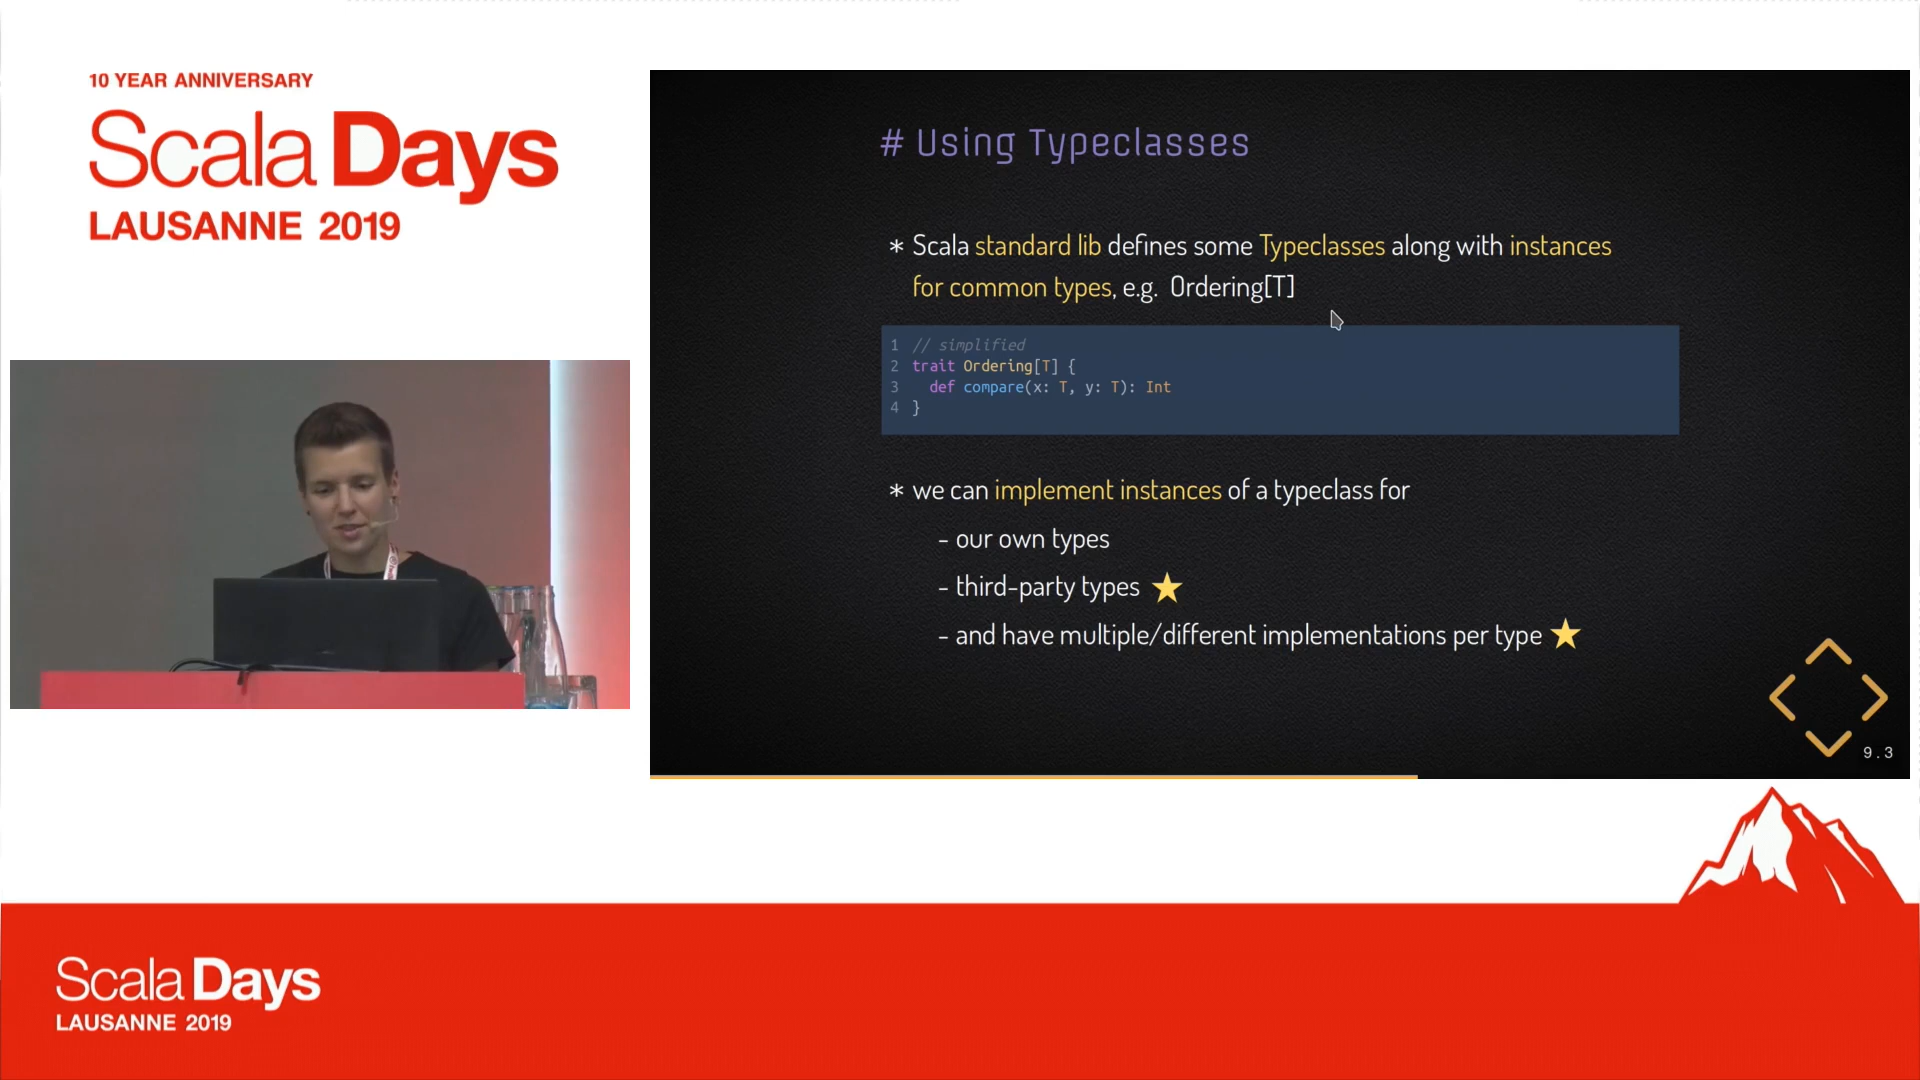 10 YEAR ANNIVERSARY
Scala Days
LAUSANNE 2019
# Using Typeclasses
* Scala standard lib defines some Typeclasses along with instances
for common types, e.g. Ordering[T]
1 // simplified
2 trait Ordering[T] {
3 def compare(x: T, y: T): Int
4 }
* we can implement instances of a typeclass for
- our own types
- third-party types ★
- and have multiple/different implementations per type ★
9.3
Scala Days
LAUSANNE 2019